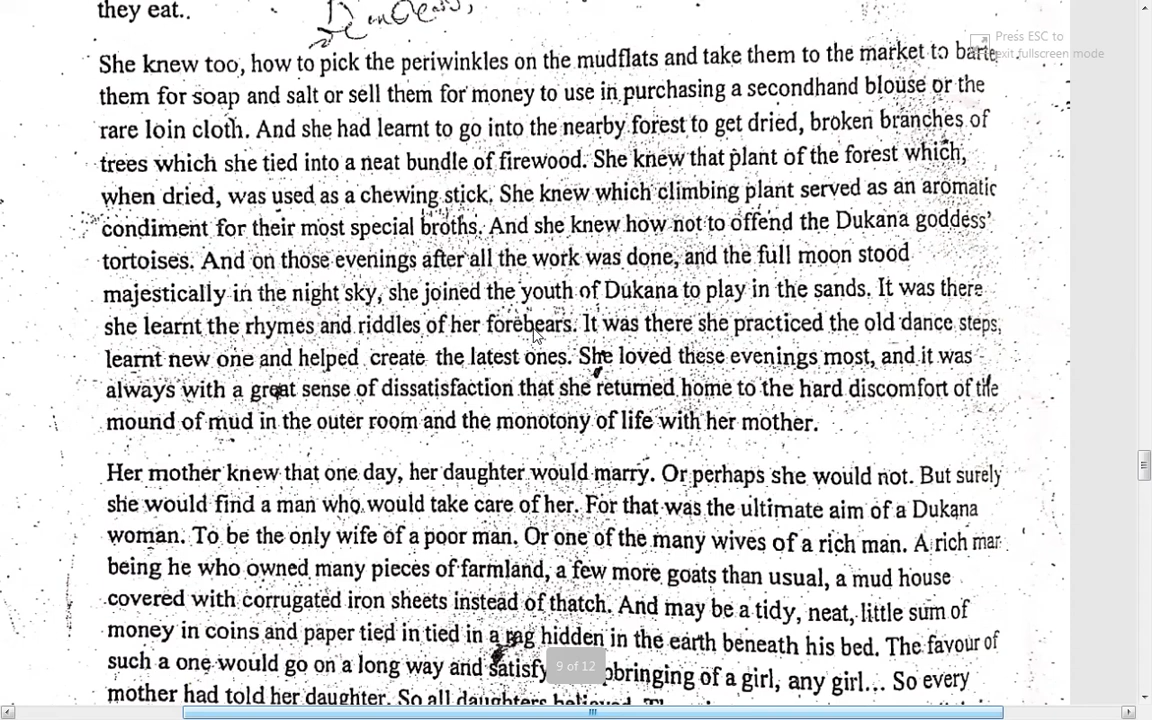 they eat..
Press ESC to
exit fullscreen mode
She knew too, how to pick the periwinkles on the mudflats and take them to the market to barte
them for soap and salt or sell them for money to use in purchasing a secondhand blouse or the
rare loin cloth. And she had learnt to go into the nearby forest to get dried, broken branches of
trees which she tied into a neat bundle of firewood. She knew that plant of the forest which,
when dried, was used as a chewing stick. She knew which climbing plant served as an aromatic
condiment for their most special broths. And she knew how not to offend the Dukana goddess'
tortoises. And on those evenings after all the work was done, and the full moon stood
majestically in the night sky, she joined the youth of Dukana to play in the sands. It was there
she learnt the rhymes and riddles of her forebears. It was there she practiced the old dance steps,
learnt new one and helped create the latest ones. She loved these evenings most, and it was
always with a great sense of dissatisfaction that she returned home to the hard discomfort of the
mound of mud in the outer room and the monotony of life with her mother.
Her mother knew that one day, her daughter would marry. Or perhaps she would not. But surely
she would find a man who would take care of her. For that was the ultimate aim of a Dukana
woman. To be the only wife of a poor man. Or one of the many wives of a rich man. A rich man
being he who owned many pieces of farmland, a few more goats than usual, a mud house
covered with corrugated iron sheets instead of thatch. And may be a tidy, neat, little sum of
money in coins and paper tied in tied in a rag hidden in the earth beneath his bed. The favour of
such a one would go on a long way and satisfy 9 of 12 pbringing of a girl, any girl... So every
mother had told her daughter. So all daughters believed.